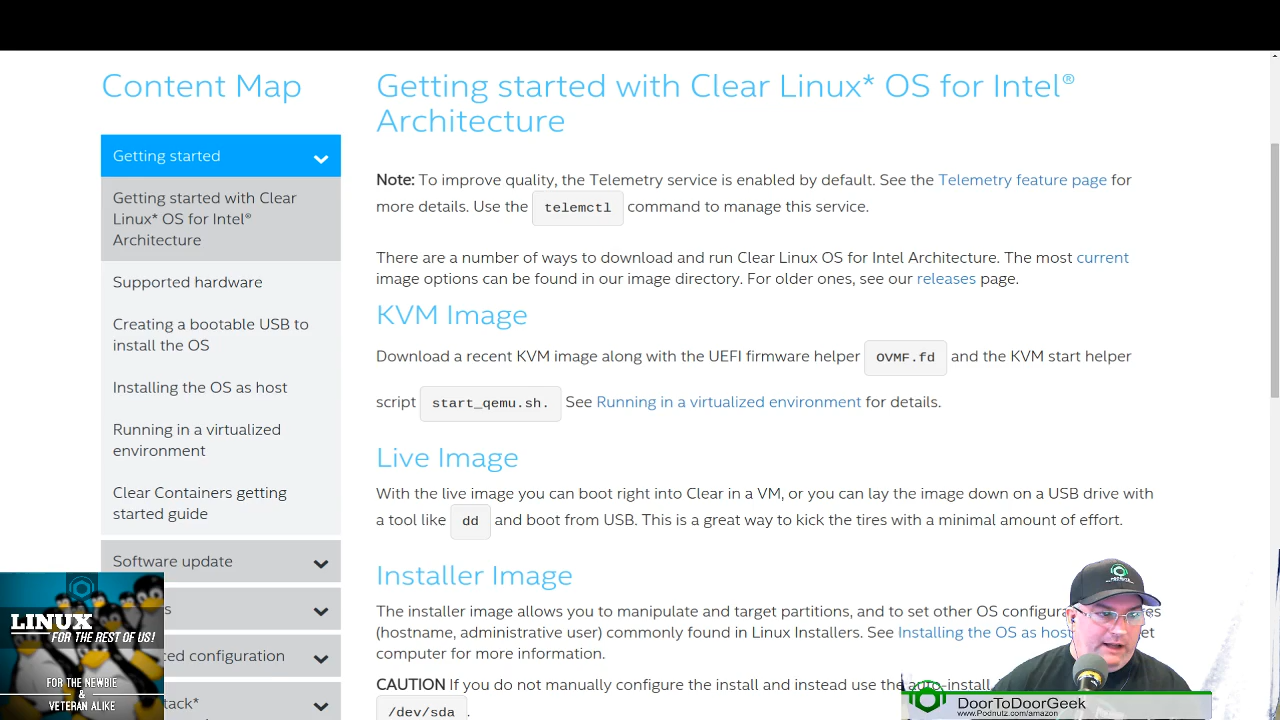 Content Map
Getting started
Getting started with Clear
Linux* OS for Intel®
Architecture
Supported hardware
Creating a bootable USB to
install the OS
Installing the OS as host
Running in a virtualized
environment
Clear Containers getting
started guide
Software update
Getting started with Clear Linux* OS for Intel®
Architecture
Note: To improve quality, the Telemetry service is enabled by default. See the Telemetry feature page for
more details. Use the telemctl command to manage this service.
There are a number of ways to download and run Clear Linux OS for Intel Architecture. The most current
image options can be found in our image directory. For older ones, see our releases page.
KVM Image
Download a recent KVM image along with the UEFI firmware helper OVMF.fd and the KVM start helper
script start_qemu.sh. See Running in a virtualized environment for details.
Live Image
With the live image you can boot right into Clear in a VM, or you can lay the image down on a USB drive with
a tool like dd and boot from USB. This is a great way to kick the tires with a minimal amount of effort.
Installer Image
The installer image allows you to manipulate and target partitions, and to set other OS
(hostname, administrative user) commonly found in Linux Installers. See Installing the OS as host
computer for more information.
CAUTION If you do not manually configure the install and instead use the auto-install,
/dev/sda.
configuration
LINUX
FOR THE REST OF US!
FOR THE NEWBIE
&
VETERAN ALIKE
DoorToDoorGeek
www.Podnutz.com/amazon